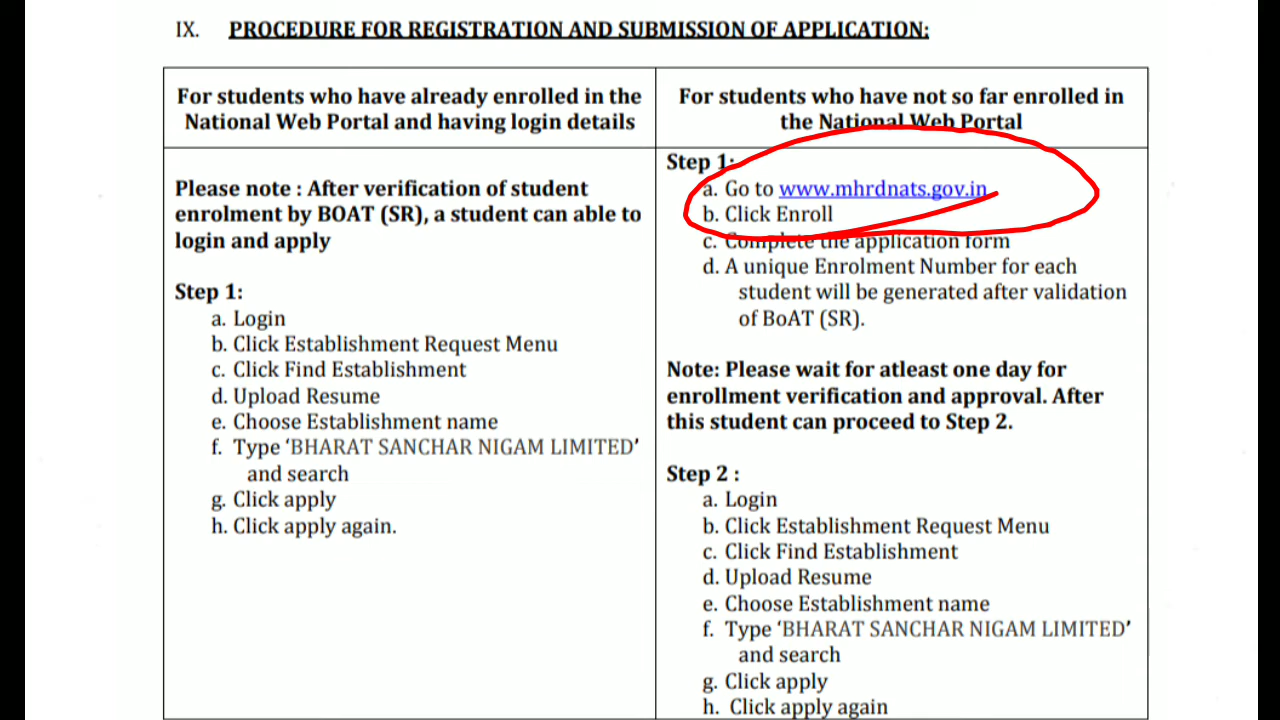 IX. PROCEDURE FOR REGISTRATION AND SUBMISSION OF APPLICATION:
For students who have already enrolled in the
National Web Portal and having login details
Please note : After verification of student
enrolment by BOAT (SR), a student can able to
login and apply
Step 1:
a. Login
b. Click Establishment Request Menu
c. Click Find Establishment
d. Upload Resume
e. Choose Establishment name
f. Type ‘BHARAT SANCHAR NIGAM LIMITED’
and search
g. Click apply
h. Click apply again.
For students who have not so far enrolled in
the National Web Portal
Step 1:
a. Go to www.mhrdnats.gov.in
b. Click Enroll
c. Complete the application form
d. A unique Enrolment Number for each
student will be generated after validation
of BoAT (SR).
Note: Please wait for atleast one day for
enrollment verification and approval. After
this student can proceed to Step 2.
Step 2 :
a. Login
b. Click Establishment Request Menu
c. Click Find Establishment
d. Upload Resume
e. Choose Establishment name
f. Type ‘BHARAT SANCHAR NIGAM LIMITED’
and search
g. Click apply
h. Click apply again